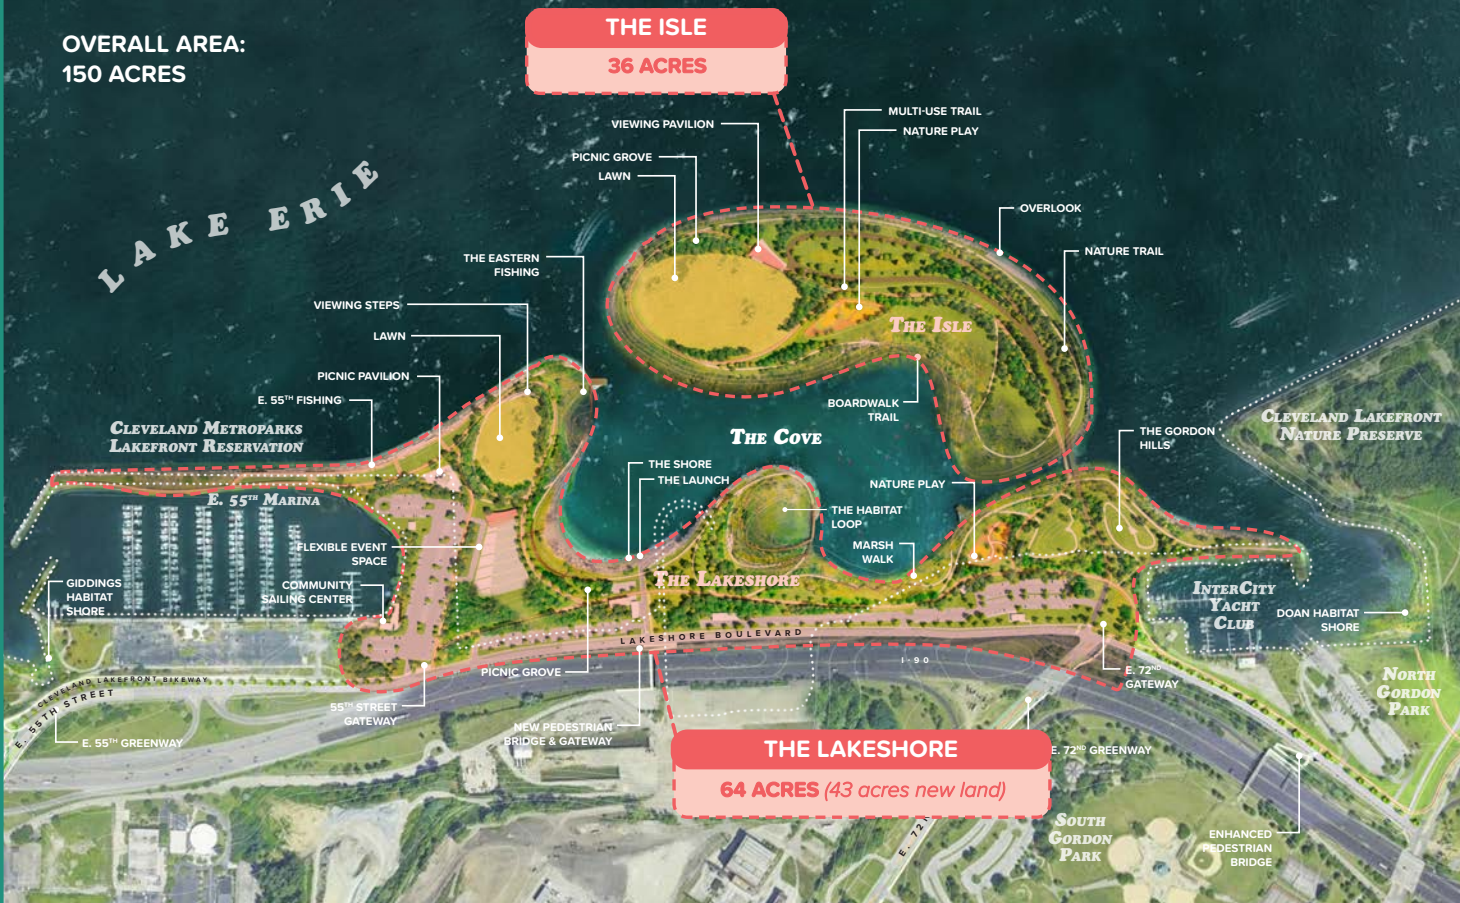 OVERALL AREA:
150 ACRES
THE ISLE
36 ACRES
LAKE ERIE
VIEWING PAVILION
PICNIC GROVE
LAWN
MULTI-USE TRAIL
NATURE PLAY
OVERLOOK
NATURE TRAIL
THE EASTERN
FISHING
VIEWING STEPS
LAWN
PICNIC PAVILION
E. 55TH FISHING
THE ISLE
BOARDWALK
TRAIL
CLEVELAND METROPARKS
LAKEFRONT RESERVATION
THE COVE
THE GORDON
HILLS
CLEVELAND LAKEFRONT
NATURE PRESERVE
E. 55TH MARINA
THE SHORE
THE LAUNCH
NATURE PLAY
THE HABITAT
LOOP
MARSH
WALK
FLEXIBLE EVENT
SPACE
COMMUNITY
SAILING CENTER
GIDDINGS
HABITAT
SHORE
THE LAKESHORE
INTERCITY
YACHT
CLUB
DOAN HABITAT
SHORE
LAKESHORE BOULEVARD
I-90
PICNIC GROVE
E. 72ND
GATEWAY
NORTH
GORDON
PARK
CLEVELAND LAKEFRONT BIKEWAY
E. 55TH STREET
55TH STREET
GATEWAY
E. 55TH GREENWAY
NEW PEDESTRIAN
BRIDGE & GATEWAY
THE LAKESHORE
64 ACRES (43 acres new land)
E. 72ND GREENWAY
SOUTH
GORDON
PARK
E. 72
ENHANCED
PEDESTRIAN
BRIDGE